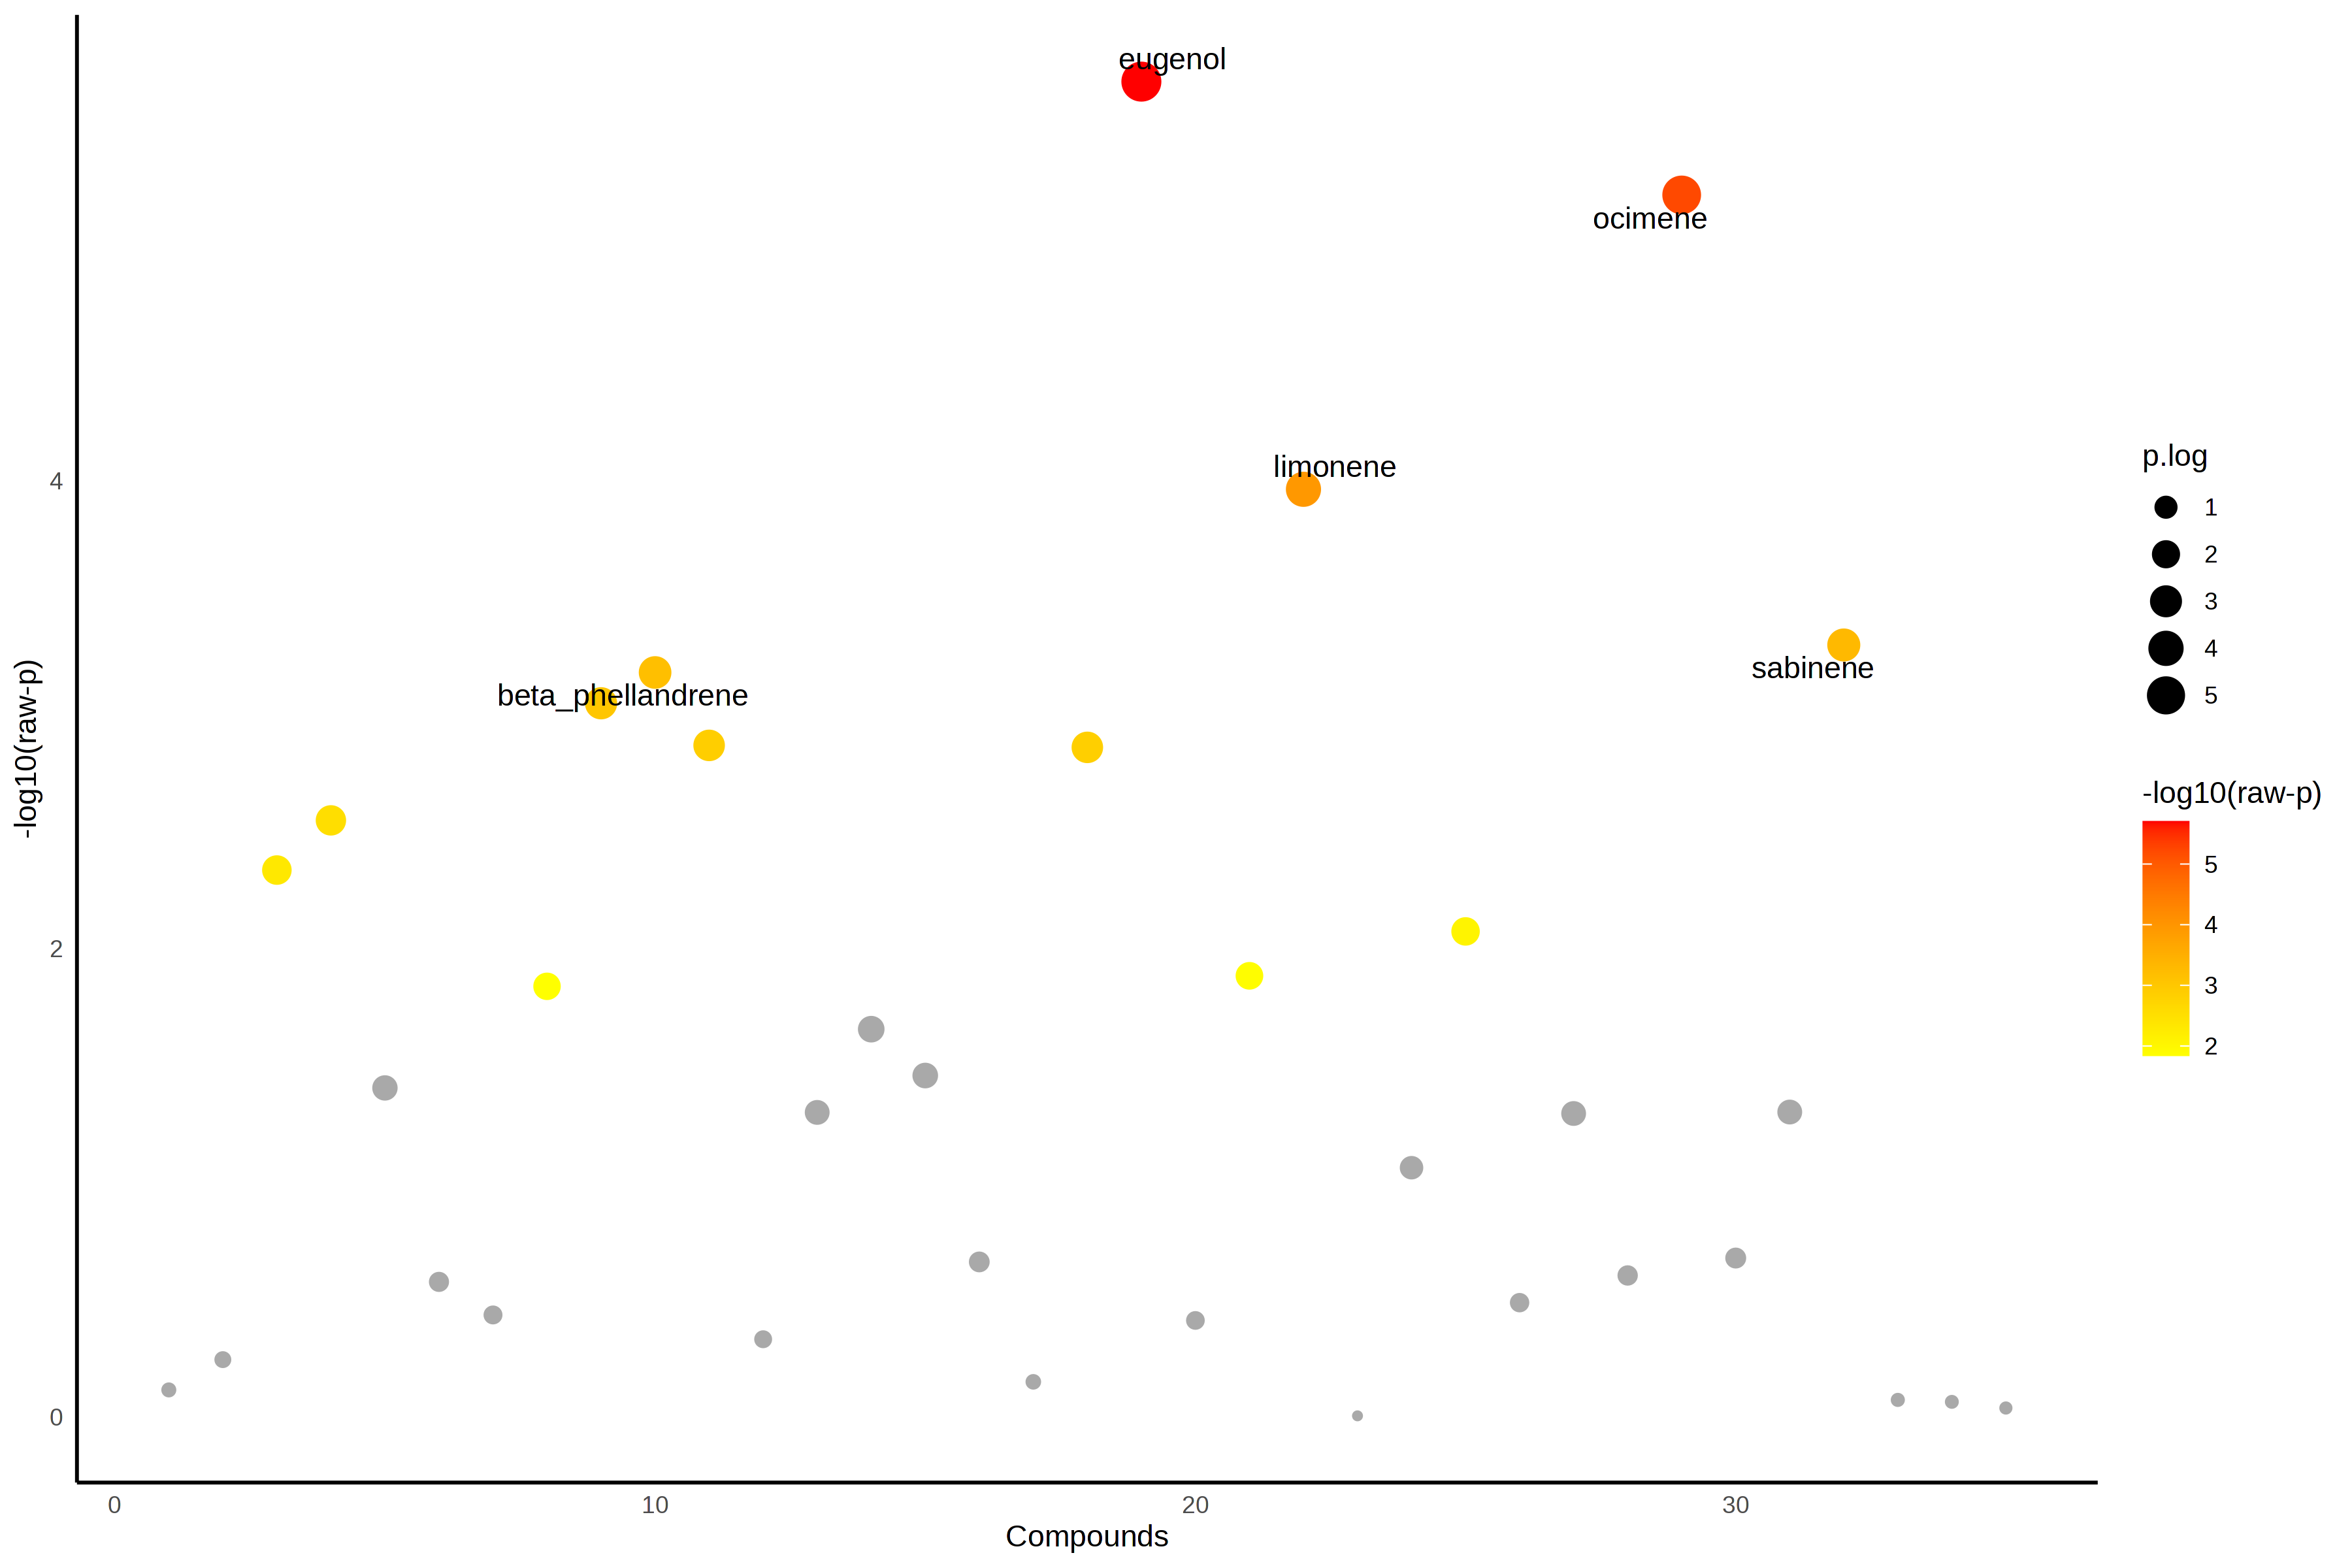 eugenol
ocimene
limonene
sabinene
beta_phellandrene
-log10(raw-p)
4
2
0
0
10
20
30
Compounds
p.log
1
2
3
4
5
-log10(raw-p)
5
4
3
2